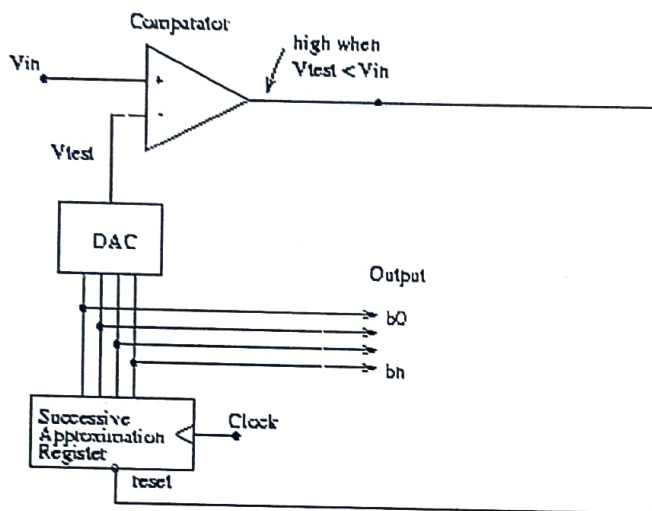 Comparator
high when
Vtest < Vin
Vin
+
-
Vtest
DAC
Output
b0
bn
Successive
Approximation
Register
Clock
reset